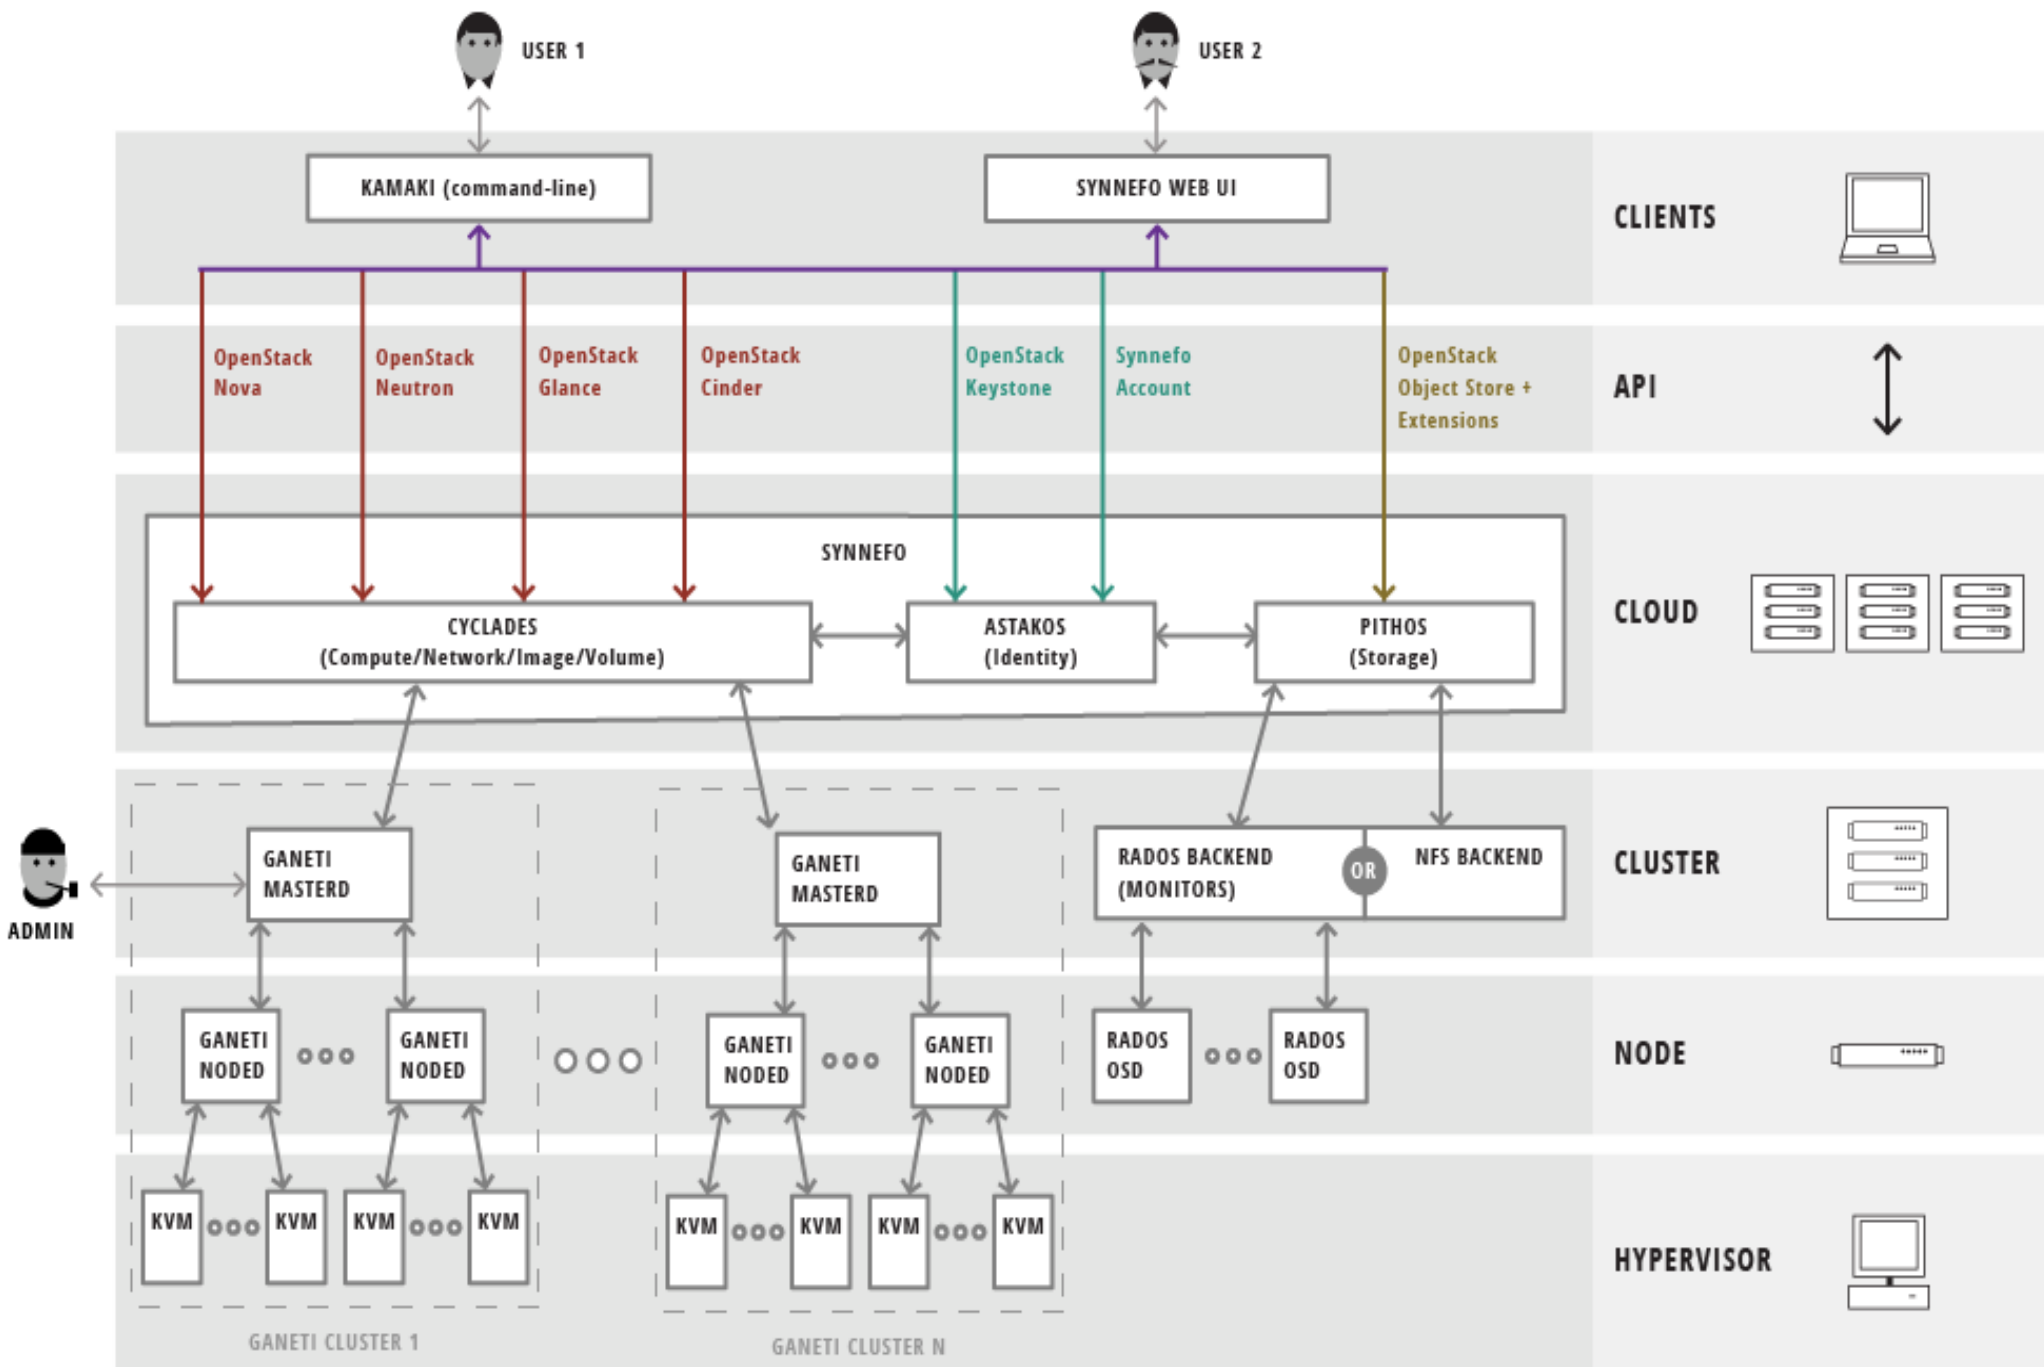 USER 1
USER 2
KAMAKI (command-line)
SYNNEFO WEB UI
CLIENTS
OpenStack
Nova
OpenStack
Neutron
OpenStack
Glance
OpenStack
Cinder
OpenStack
Keystone
Synnefo
Account
OpenStack
Object Store +
Extensions
API
SYNNEFO
CYCLADES
(Compute/Network/Image/Volume)
ASTAKOS
(Identity)
PITHOS
(Storage)
CLOUD
ADMIN
GANETI
MASTERD
GANETI
MASTERD
RADOS BACKEND
(MONITORS)
OR
NFS BACKEND
CLUSTER
GANETI
NODED
GANETI
NODED
GANETI
NODED
GANETI
NODED
RADOS
OSD
RADOS
OSD
NODE
KVM
KVM
KVM
KVM
KVM
KVM
KVM
KVM
HYPERVISOR
GANETI CLUSTER 1
GANETI CLUSTER N